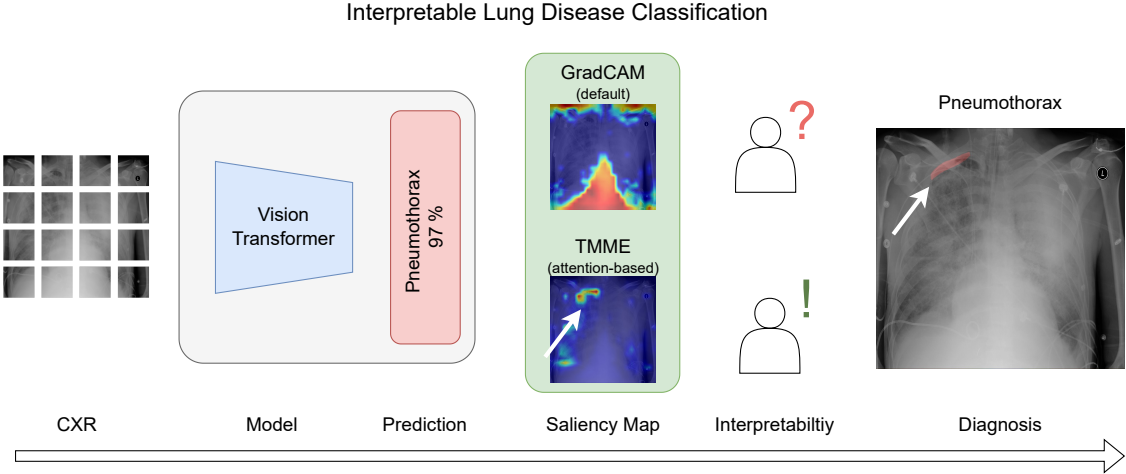 Interpretable Lung Disease Classification
Vision
Transformer
Pneumothorax
97 %
GradCAM
(default)
TMME
(attention-based)
?
!
Pneumothorax
L
CXR
Model
Prediction
Saliency Map
Interpretabiltiy
Diagnosis